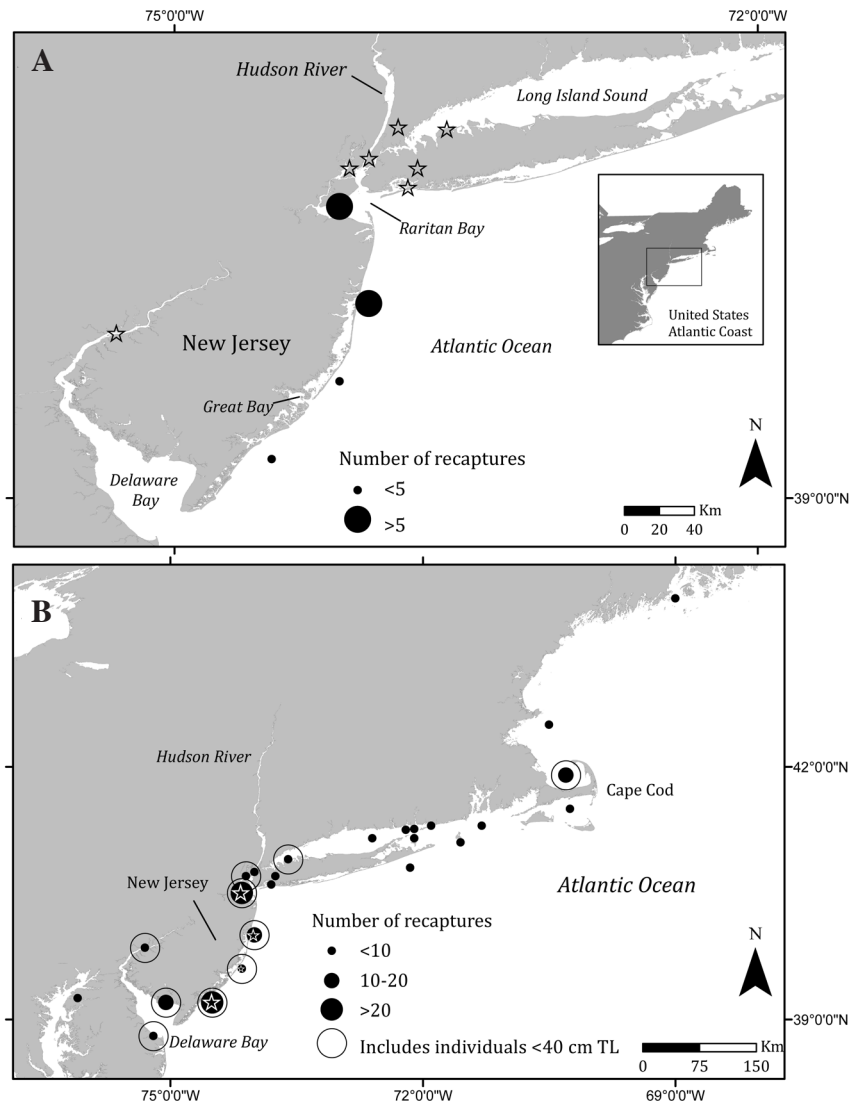 75°0'0"W
72°0'0"W
A
Hudson River
Long Island Sound
Raritan Bay
New Jersey
Atlantic Ocean
United States
Atlantic Coast
Great Bay
Delaware
Bay
Number of recaptures
<5
>5
N
Km
0 20 40
39°0'0"N
B
Hudson River
42°0'0"N
Cape Cod
New Jersey
Atlantic Ocean
Number of recaptures
<10
10-20
>20
Includes individuals <40 cm TL
N
Km
0 75 150
39°0'0"N
Delaware Bay
75°0'0"W
72°0'0"W
69°0'0"W